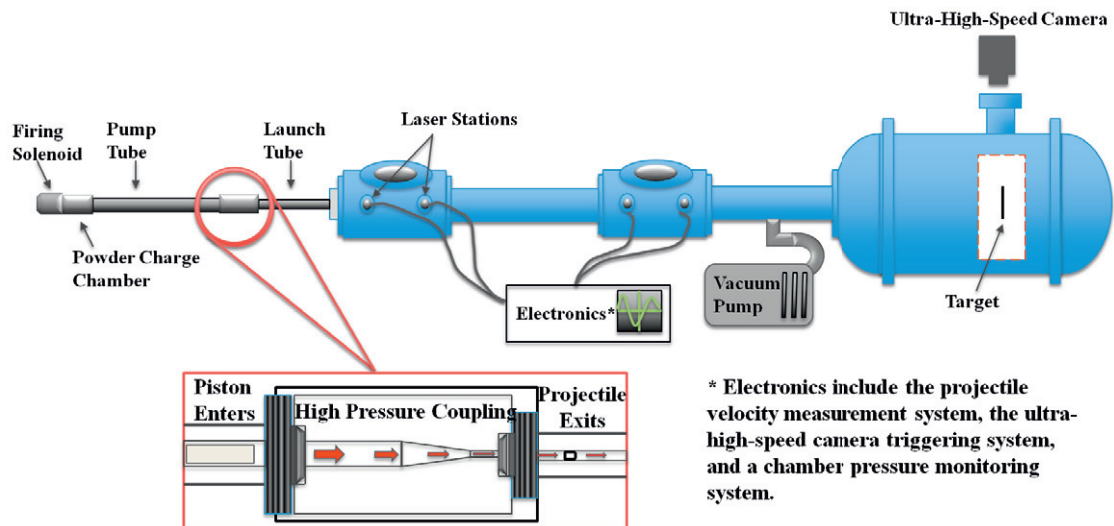 Ultra-High-Speed
Camera
Laser Stations
Firing
Solenoid
Pump
Tube
Launch
Tube
Powder Charge
Chamber
Electronics*
Vacuum
Pump
Target
Piston
Enters
High Pressure Coupling
Projectile
Exits
* Electronics include the projectile
velocity measurement system, the ultra-
high-speed camera triggering system,
and a chamber pressure monitoring
system.